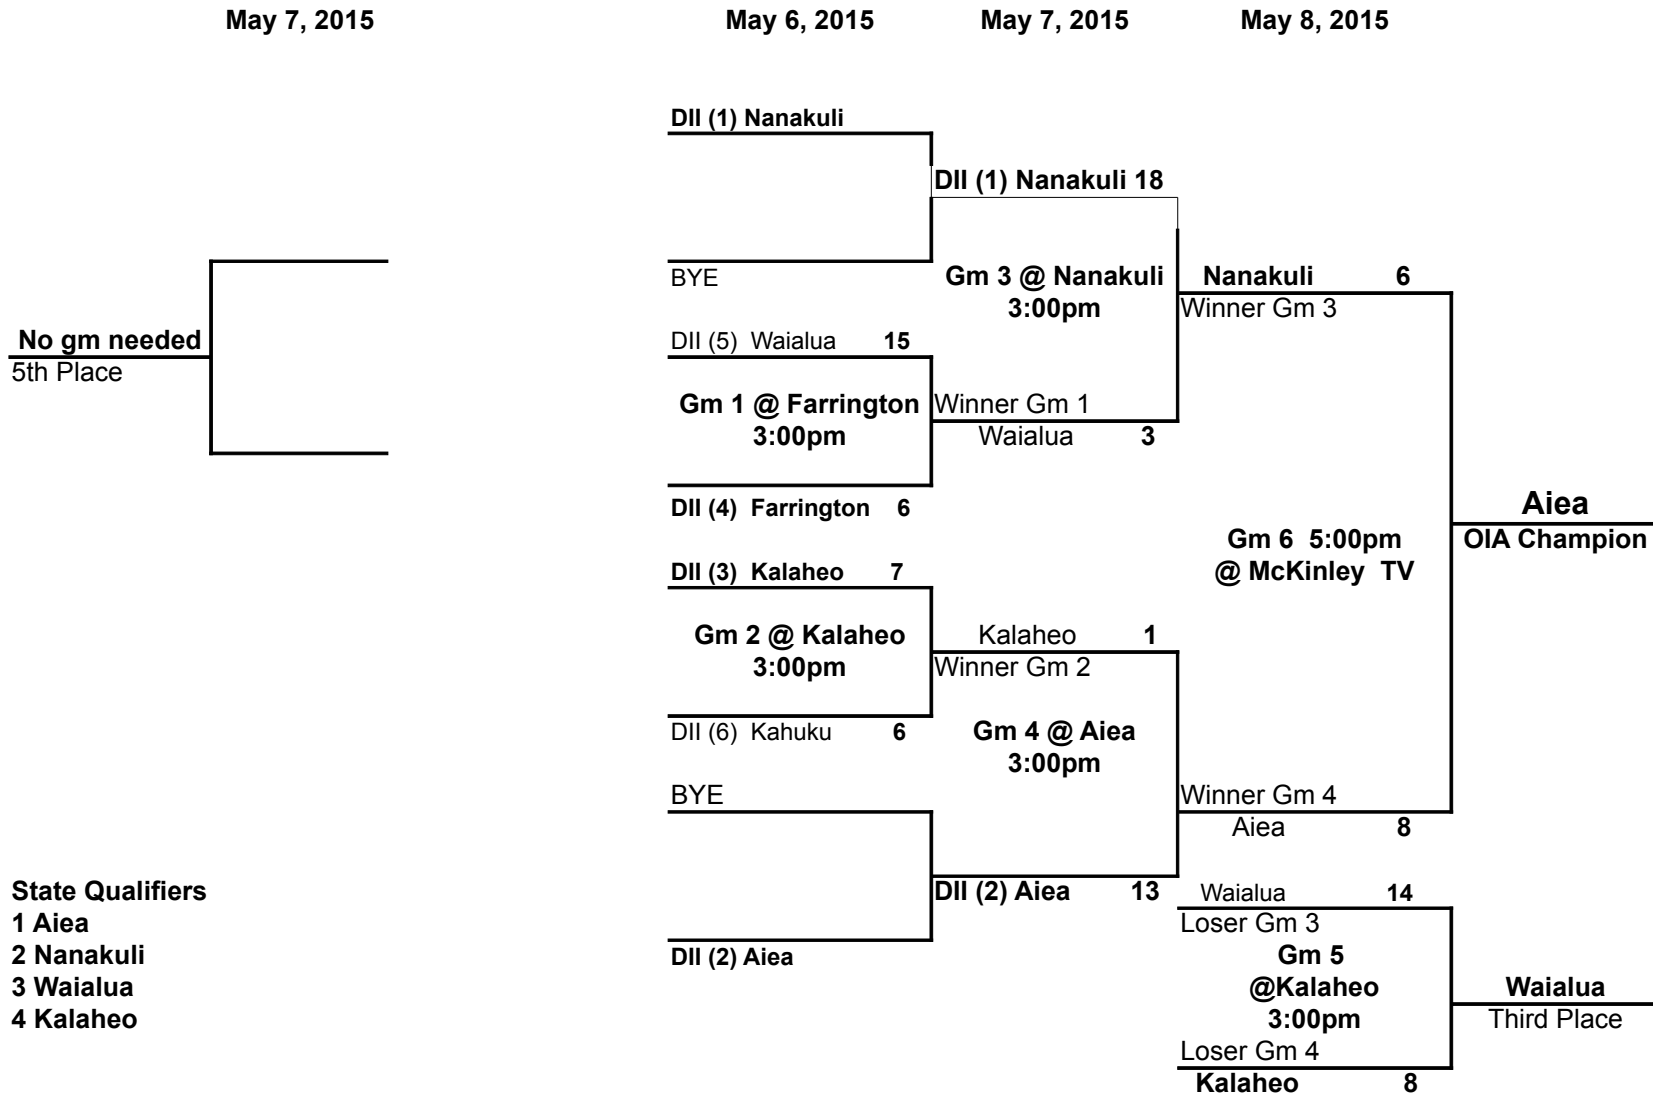 May 7, 2015 May 6, 2015 May 7, 2015 May 8, 2015
DII (1) Nanakuli
DII (1) Nanakuli 18
BYE
Gm 3 @ Nanakuli
3:00pm
Nanakuli 6
Winner Gm 3
No gm needed
5th Place
DII (5) Waialua 15
Gm 1 @ Farrington
3:00pm
Winner Gm 1
Waialua 3
DII (4) Farrington 6
Aiea
OIA Champion
Gm 6 5:00pm
@ McKinley TV
DII (3) Kalaheo 7
Gm 2 @ Kalaheo
3:00pm
Kalaheo 1
Winner Gm 2
DII (6) Kahuku 6
Gm 4 @ Aiea
3:00pm
BYE
Winner Gm 4
Aiea 8
DII (2) Aiea 13
DII (2) Aiea
State Qualifiers
1 Aiea
2 Nanakuli
3 Waialua
4 Kalaheo
Waialua 14
Loser Gm 3
Gm 5
@Kalaheo
3:00pm
Waialua
Third Place
Loser Gm 4
Kalaheo 8